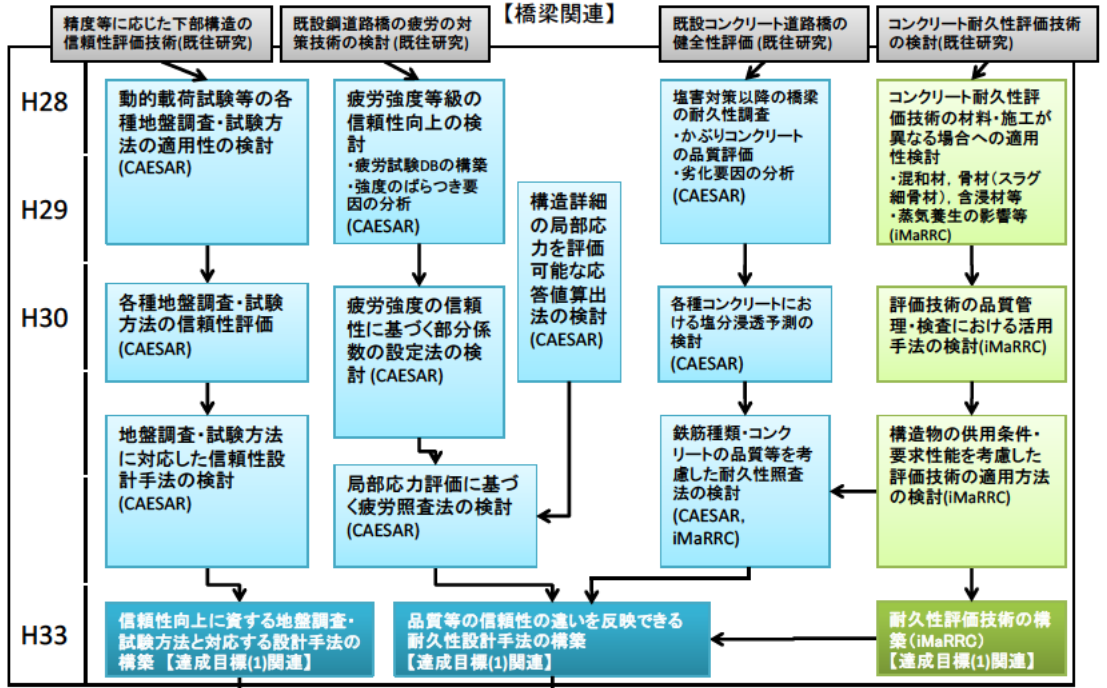 【橋梁関連】
精度等に応じた下部構造の
信頼性評価技術(既往研究)
既設鋼道路橋の疲労の対
策技術の検討(既往研究)
既設コンクリート道路橋の
健全性評価(既往研究)
コンクリート耐久性評価技術
の検討(既往研究)
H28
H29
H30
H33
動的載荷試験等の各
種地盤調査・試験方
法の適用性の検討
(CAESAR)
各種地盤調査・試験
方法の信頼性評価
(CAESAR)
地盤調査・試験方法
に対応した信頼性設
計手法の検討
(CAESAR)
信頼性向上に資する地盤調査・
試験方法と対応する設計手法の
構築 【達成目標(1)関連】
疲労強度等級の
信頼性向上の検
討
・疲労試験DBの構築
・強度のばらつき要
因の分析
(CAESAR)
疲労強度の信頼
性に基づく部分係
数の設定法の検
討 (CAESAR)
局部応力評価に基づ
く疲労照査法の検討
(CAESAR)
構造詳細
の局部応
力を評価
可能な応
答値算出
法の検討
(CAESAR)
塩害対策以降の橋梁
の耐久性調査
・かぶりコンクリート
の品質評価
・劣化要因の分析
(CAESAR)
各種コンクリートにお
ける塩分浸透予測の
検討
(CAESAR)
鉄筋種類・コンク
リートの品質等を考
慮した耐久性照査
法の検討
(CAESAR,
iMaRRC)
品質等の信頼性の違いを反映できる
耐久性設計手法の構築
【達成目標(1)関連】
コンクリート耐久性評
価技術の材料・施工が
異なる場合への適用
性検討
・混和材，骨材(スラグ
細骨材)，含浸材等
・蒸気養生の影響等
(iMaRRC)
評価技術の品質管
理・検査における活用
手法の検討(iMaRRC)
構造物の供用条件・
要求性能を考慮した
評価技術の適用方法
の検討(iMaRRC)
耐久性評価技術の構
築(iMaRRC)
【達成目標(1)関連】